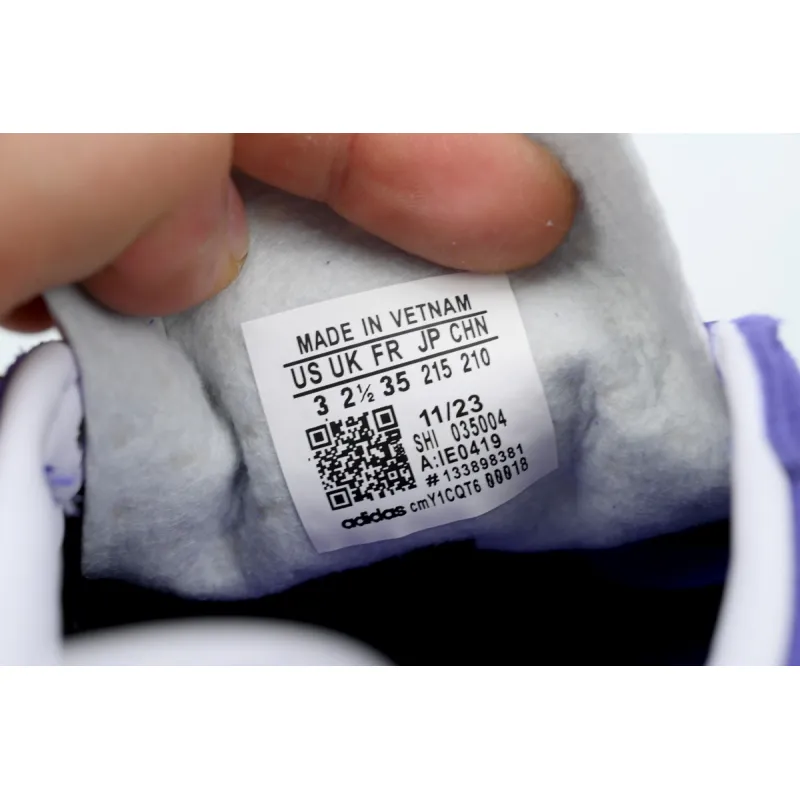 MADE IN VETNAM
US UK FR JP CHN
3 2½ 35 215 210
11/23
SHI 035004
A:IE0419
# 133898381
adidas cmY1CQT6 00018